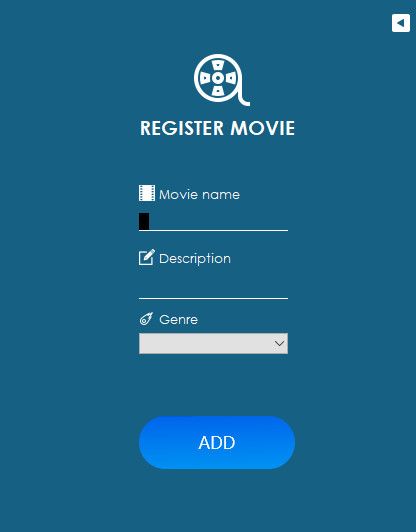 REGISTER MOVIE
Movie name
Description
Genre
ADD